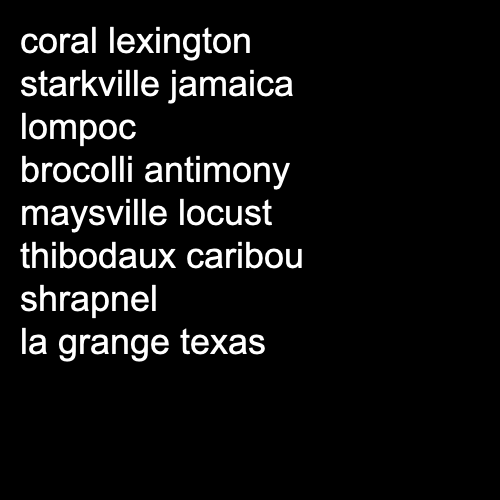 coral lexington
starkville jamaica
lompoc
brocolli antimony
maysville locust
thibodaux caribou
shrapnel
la grange texas